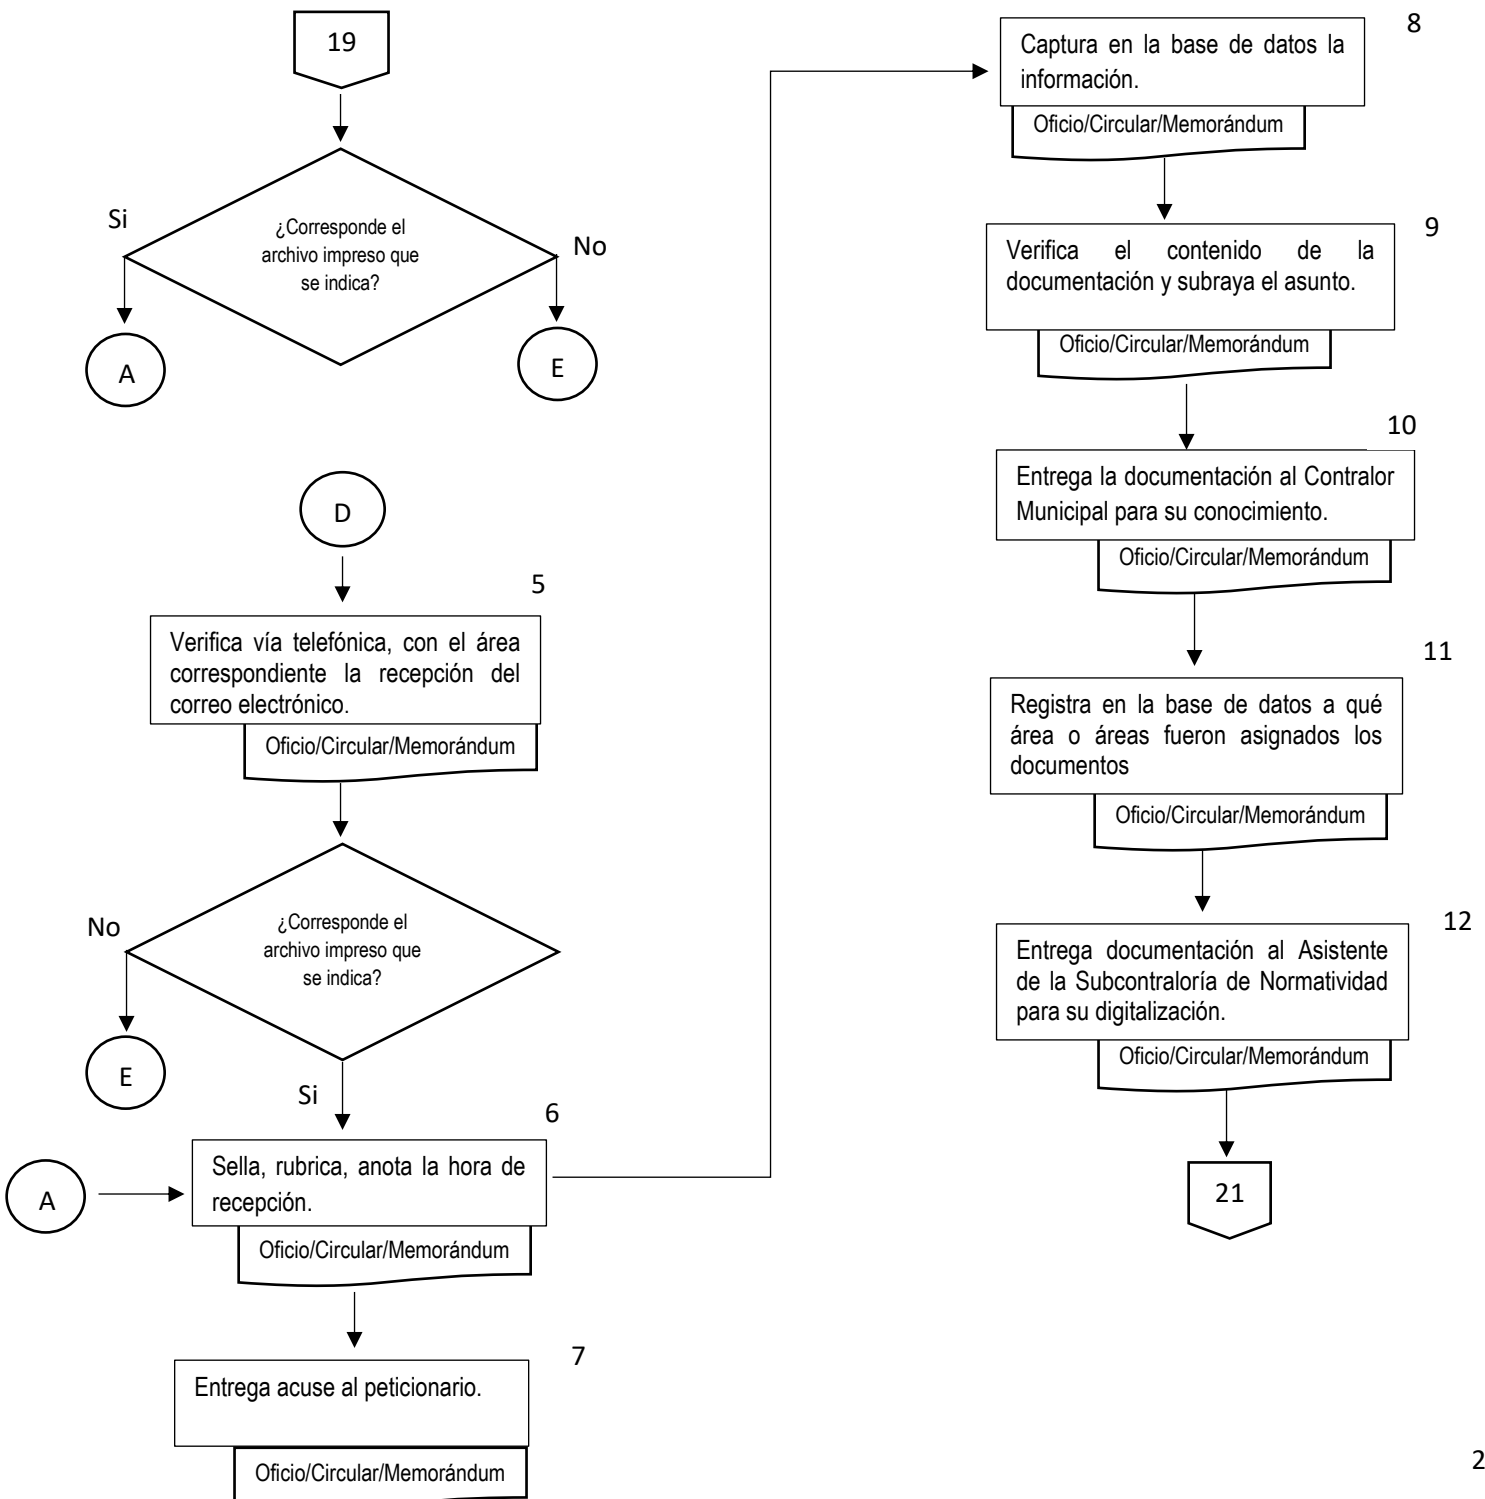 19
¿Corresponde el
archivo impreso que
se indica?
Si
No
A
E
D
5
Verifica vía telefónica, con el área
correspondiente la recepción del
correo electrónico.
Oficio/Circular/Memorándum
¿Corresponde el
archivo impreso que
se indica?
No
E
Si
6
A
Sella, rubrica, anota la hora de
recepción.
Oficio/Circular/Memorándum
7
Entrega acuse al peticionario.
Oficio/Circular/Memorándum
8
Captura en la base de datos la
información.
Oficio/Circular/Memorándum
9
Verifica el contenido de la
documentación y subraya el asunto.
Oficio/Circular/Memorándum
10
Entrega la documentación al Contralor
Municipal para su conocimiento.
Oficio/Circular/Memorándum
11
Registra en la base de datos a qué
área o áreas fueron asignados los
documentos
Oficio/Circular/Memorándum
12
Entrega documentación al Asistente
de la Subcontraloría de Normatividad
para su digitalización.
Oficio/Circular/Memorándum
21
2